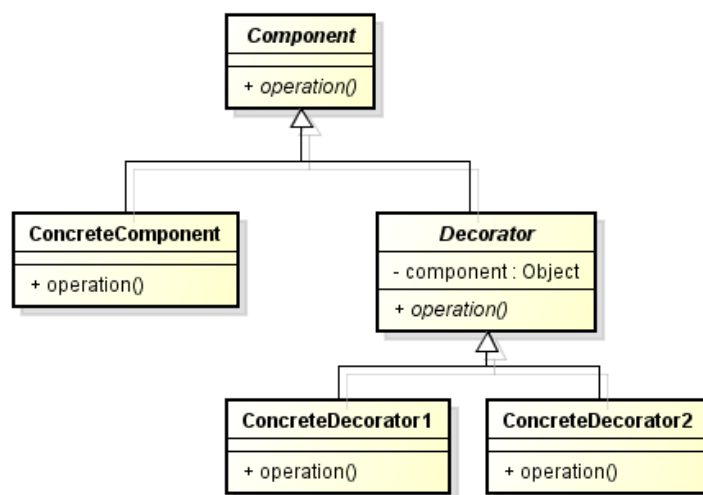 Component
+ operation()
ConcreteComponent
+ operation()
Decorator
- component : Object
+ operation()
ConcreteDecorator1
+ operation()
ConcreteDecorator2
+ operation()